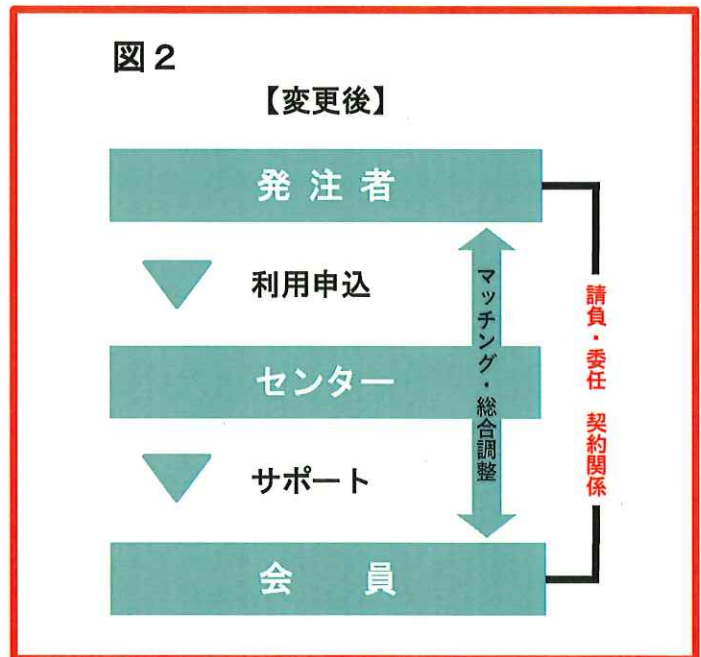 図2
【変更後】
発注者
利用申込
センター
サポート
会員
マッチング・総合調整
請負・委任 契約関係